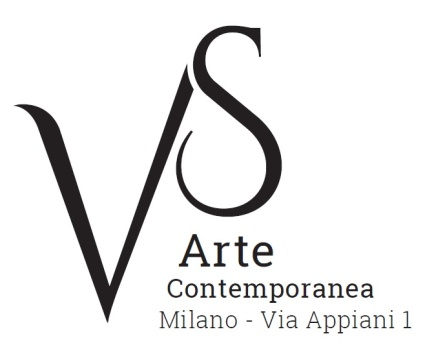 VS
Arte
Contemporanea
Milano - Via Appiani 1